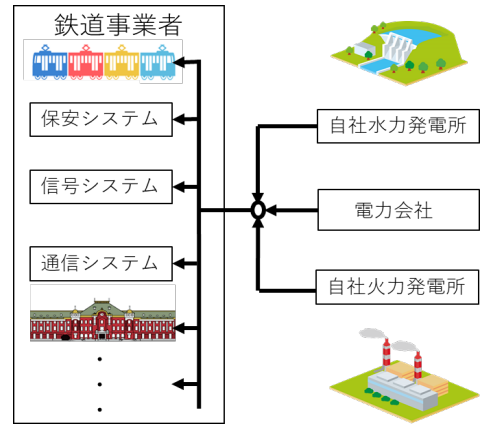 鉄道事業者
保安システム
信号システム
通信システム
自社水力発電所
電力会社
自社火力発電所